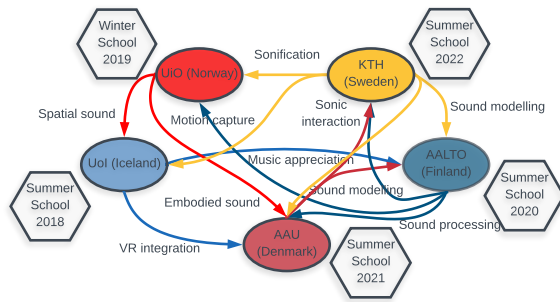 Winter
School
2019
Summer
School
2022
UiO (Norway)
Sonification
KTH
(Sweden)
Spatial sound
Motion capture
Sonic
interaction
Sound modelling
UoI (Iceland)
Music appreciation
AALTO
(Finland)
Summer
School
2018
Embodied sound
Sound modelling
Summer
School
2020
VR integration
AAU
(Denmark)
Sound processing
Summer
School
2021